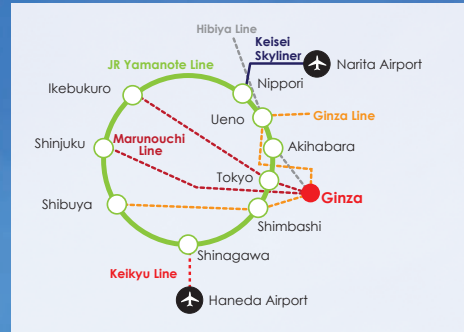 Hibiya Line
Keisei
Skyliner
JR Yamanote Line
Narita Airport
Nippori
Ikebukuro
Ueno
Ginza Line
Shinjuku
Marunouchi
Line
Akihabara
Tokyo
Ginza
Shibuya
Shimbashi
Shinagawa
Keikyu Line
Haneda Airport